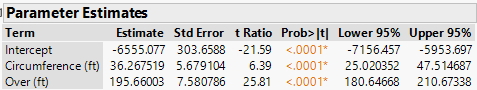 Parameter Estimates
Term Estimate Std Error t Ratio Prob>|t| Lower 95% Upper 95%
Intercept -6555.077 303.6588 -21.59 <.0001* -7156.457 -5953.697
Circumference (ft) 36.267519 5.679104 6.39 <.0001* 25.020352 47.514687
Over (ft) 195.66003 7.580786 25.81 <.0001* 180.64668 210.67338